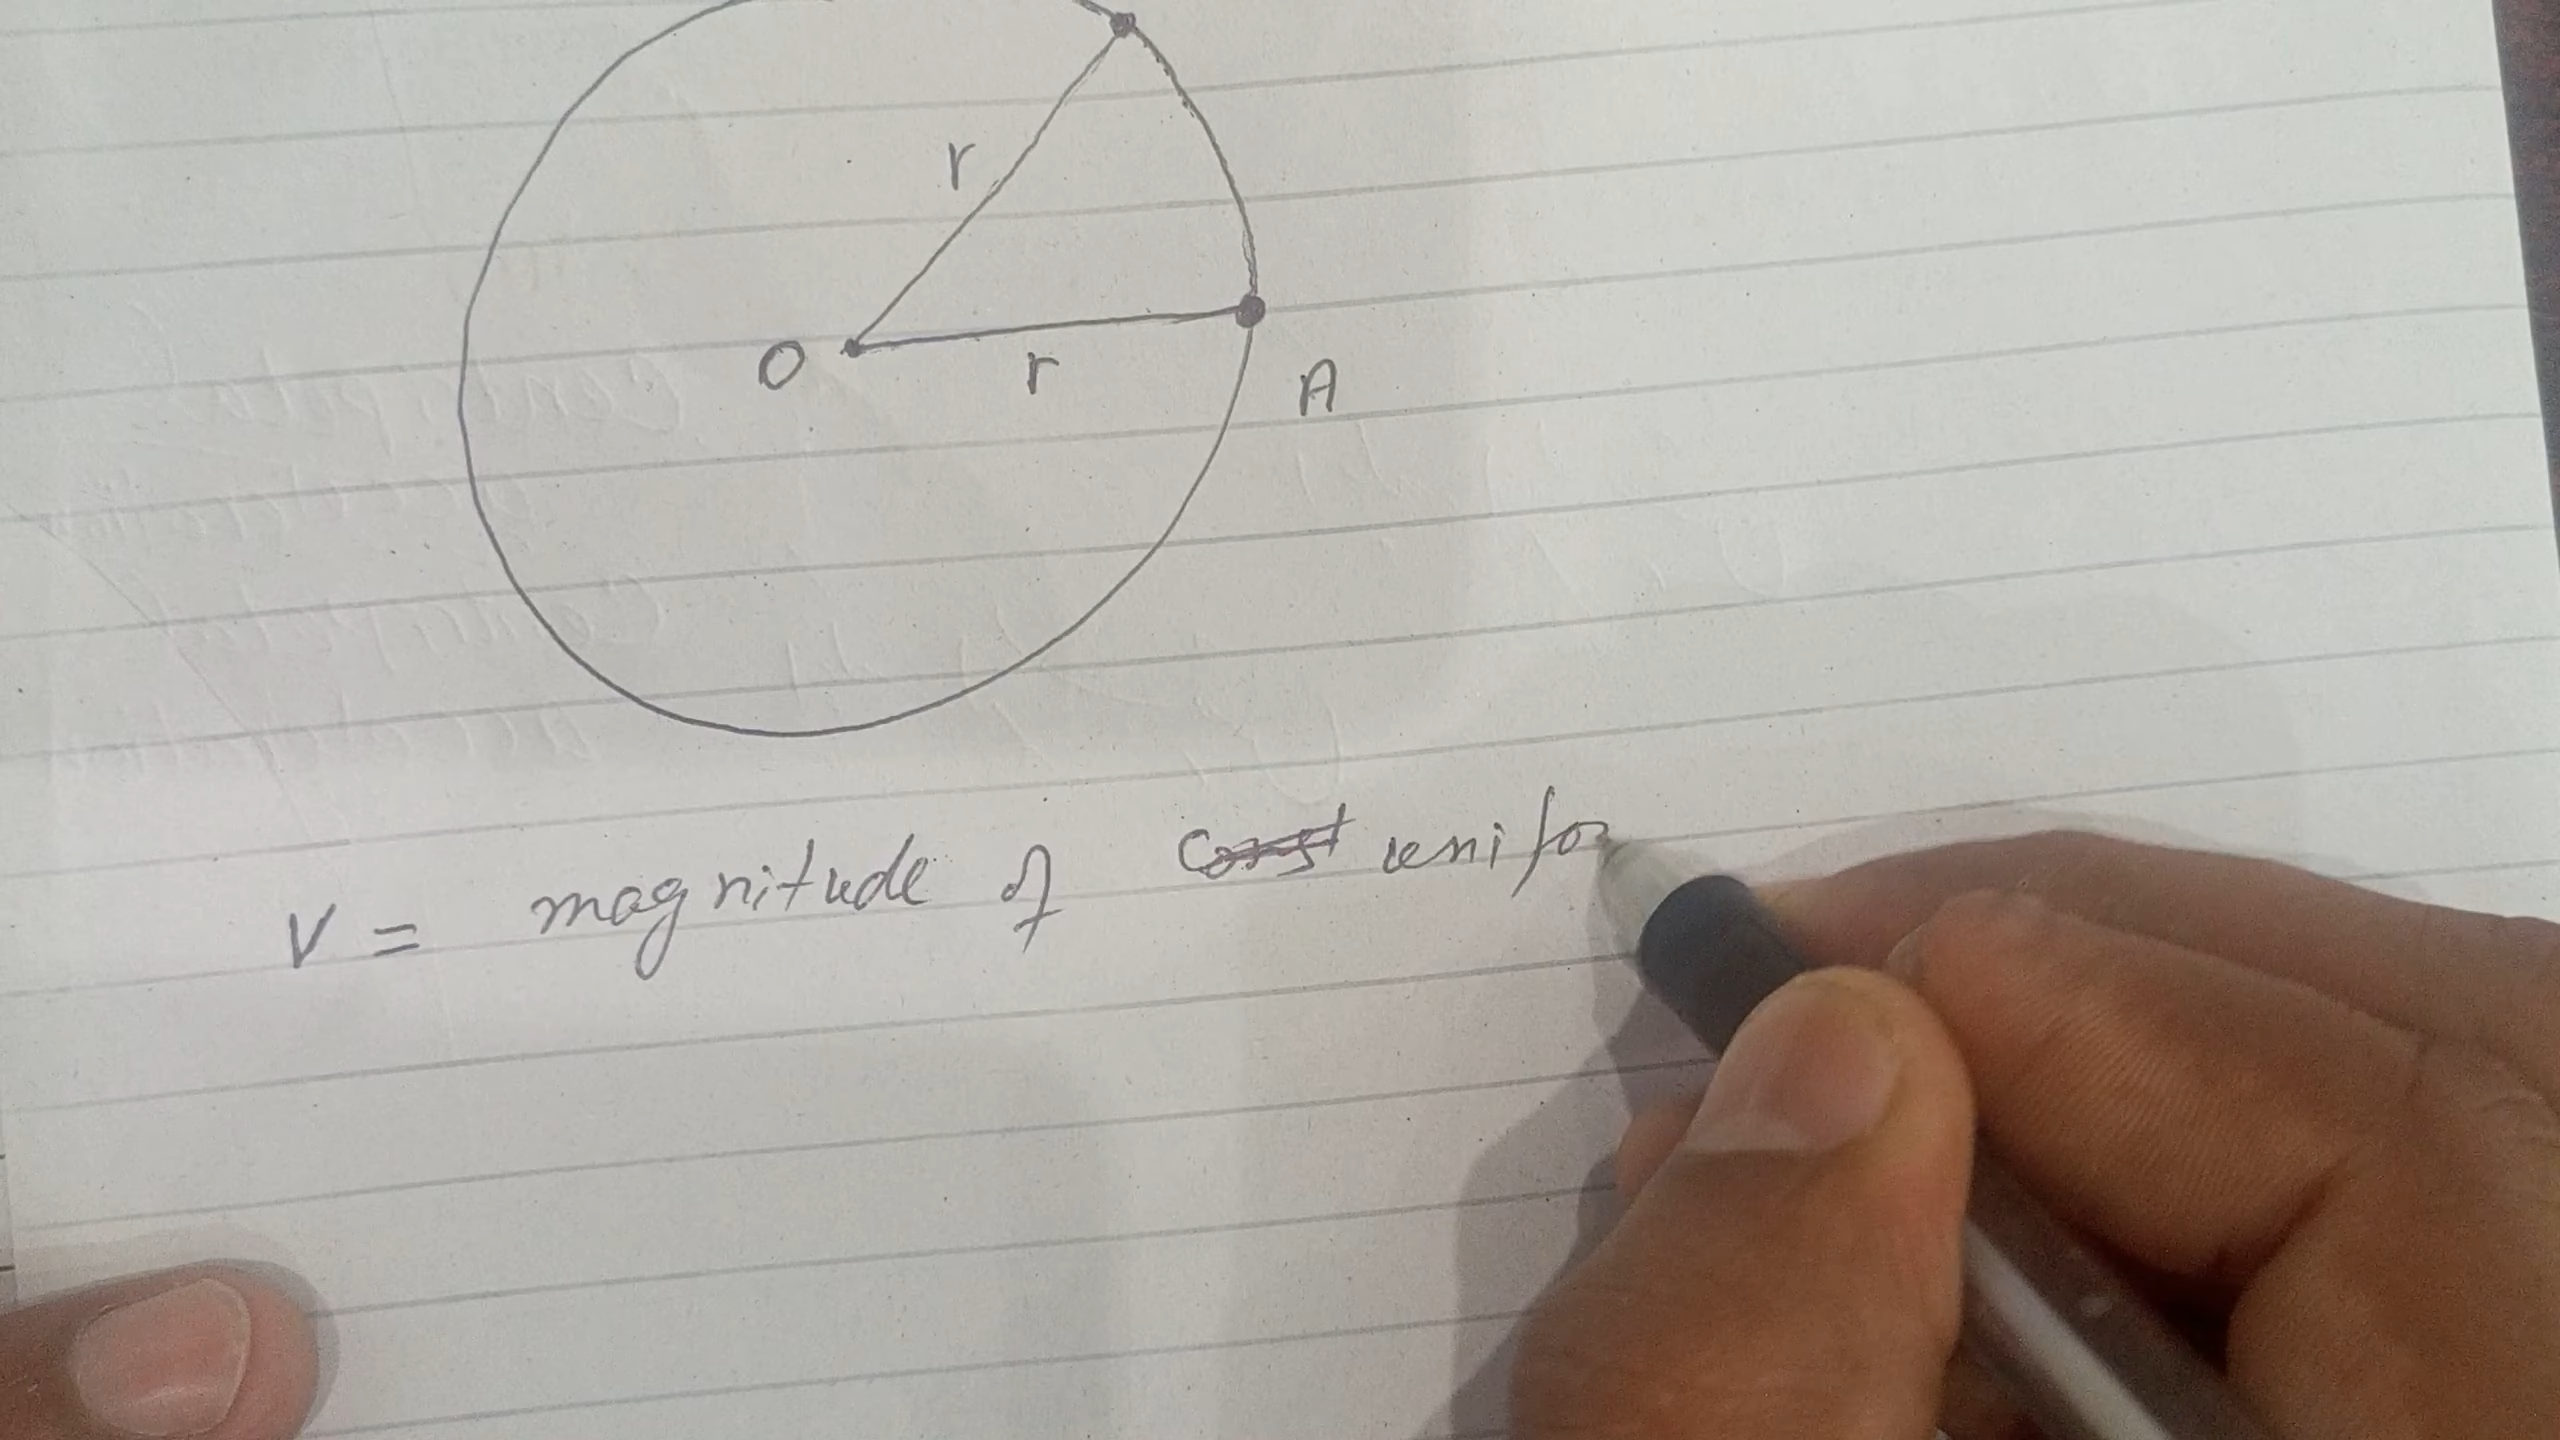 r
O r A
V = magnitude of const unifo